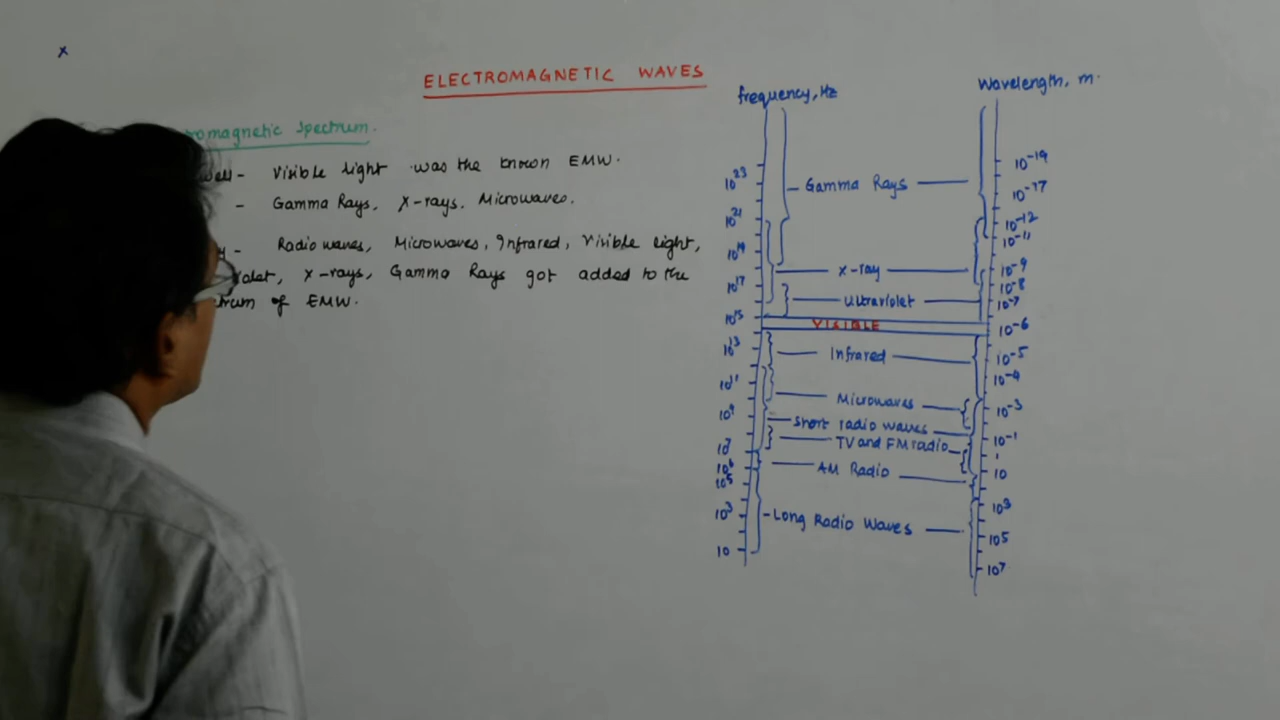 x
ELECTROMAGNETIC WAVES
romagnetic Spectrum.
- Visible light was the known EMW.
- Gamma Rays, X-rays, Microwaves.
- Radio waves, Microwaves, Infrared, Visible light,
X-rays, Gamma Rays got added to the
of EMW.
frequency, Hz
10²³
10²¹
10¹⁹
10¹⁷
10¹⁵
10¹³
10¹¹
10⁹
10⁷
10⁶
10⁵
10³
10
Gamma Rays
X-ray
Ultraviolet
VISIBLE
Infrared
Microwaves
Short radio waves
TV and FM radio
AM Radio
Long Radio Waves
Wavelength, m.
10⁻¹⁹
10⁻¹⁷
10⁻¹²
10⁻¹¹
10⁻⁹
10⁻⁸
10⁻⁷
10⁻⁶
10⁻⁵
10⁻⁴
10⁻³
10⁻¹
1
10
10³
10⁵
10⁷